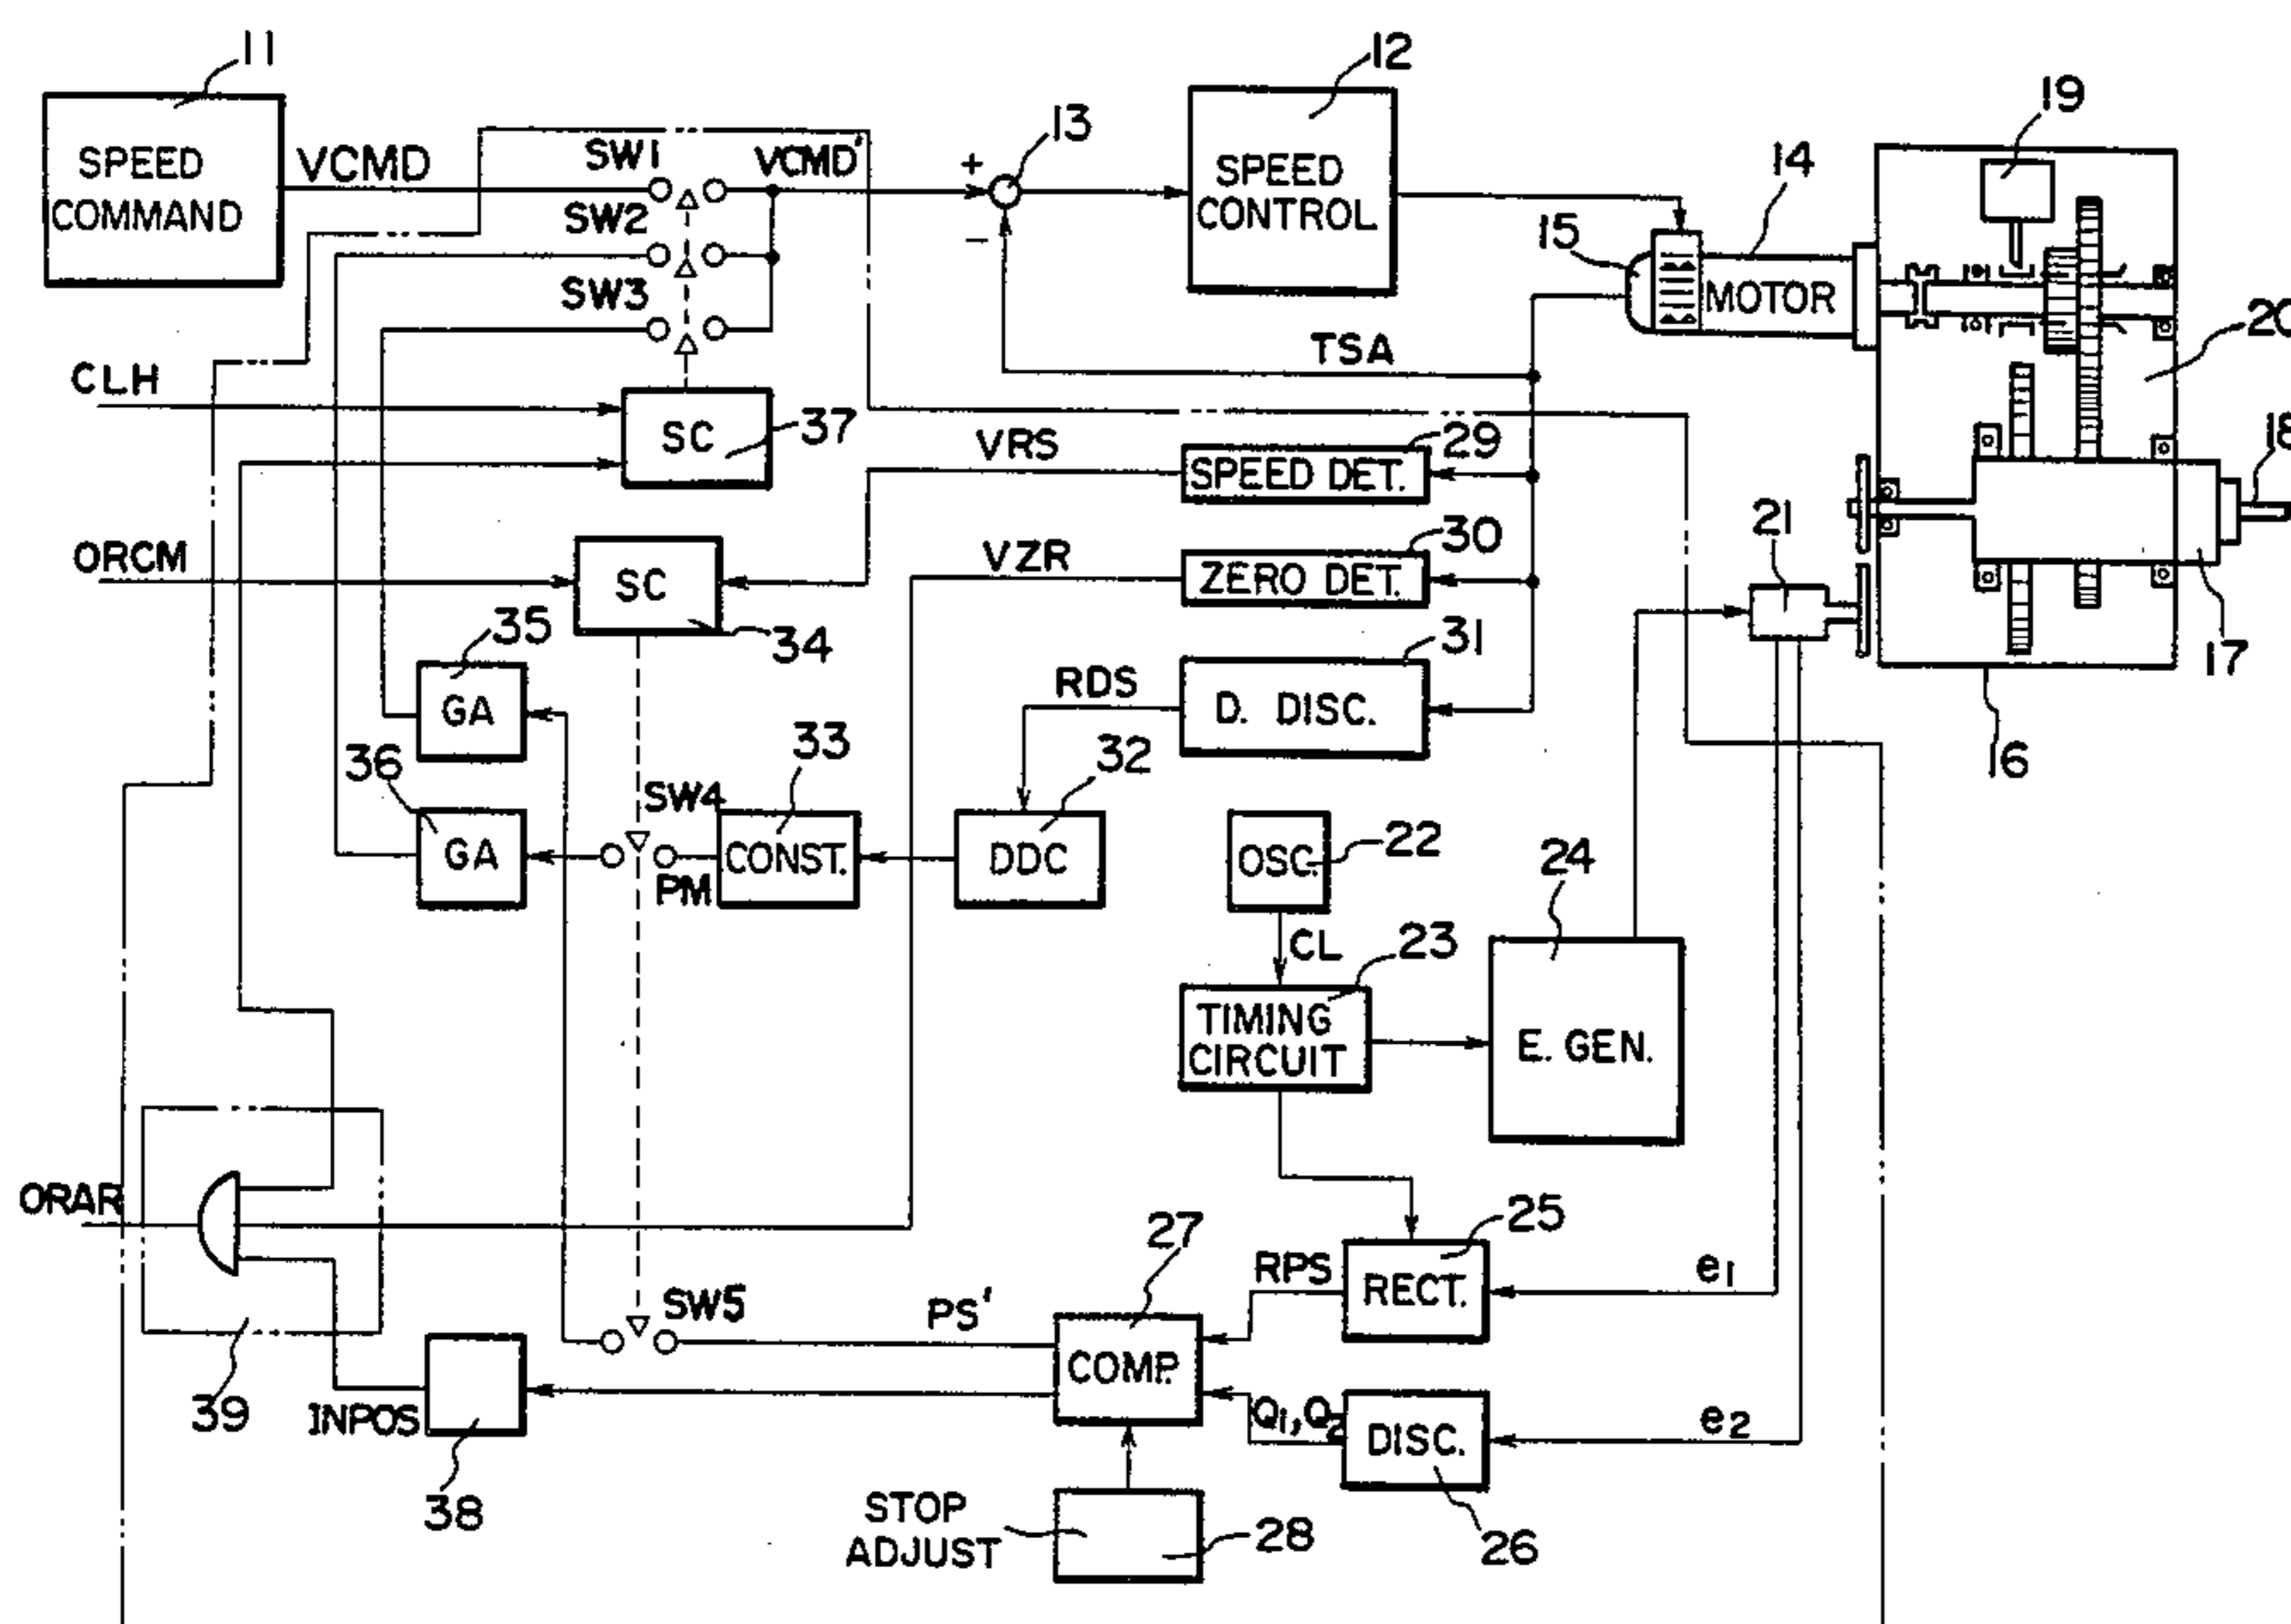 11
SPEED
COMMAND
VCMD
SW1
VCMD'
SW2
SW3
+
13
−
12
SPEED
CONTROL
14
15
MOTOR
19
20
TSA
CLH
SC
37
VRS
29
SPEED DET.
18
ORCM
SC
34
VZR
30
ZERO DET.
21
17
16
35
GA
RDS
31
D. DISC.
36
GA
SW4
PM
33
CONST.
32
DDC
OSC.
22
CL
23
TIMING
CIRCUIT
24
E. GEN.
ORAR
39
INPOS
38
SW5
PS'
27
COMP.
RPS
25
RECT.
e1
Q1, Q2
DISC.
26
e2
STOP
ADJUST
28